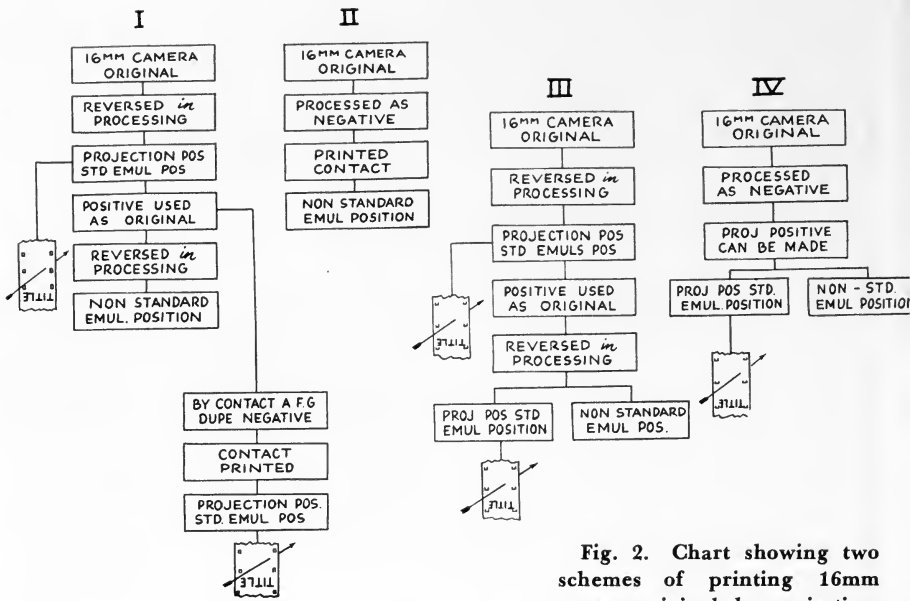 I
16MM CAMERA
ORIGINAL
REVERSED in
PROCESSING
PROJECTION POS
STD EMUL POS
POSITIVE USED
AS ORIGINAL
REVERSED in
PROCESSING
NON STANDARD
EMUL. POSITION
TITLE
BY CONTACT A F.G
DUPE NEGATIVE
CONTACT
PRINTED
PROJECTION POS.
STD. EMUL POS
TITLE
II
16MM CAMERA
ORIGINAL
PROCESSED AS
NEGATIVE
PRINTED
CONTACT
NON STANDARD
EMUL POSITION
III
16MM CAMERA
ORIGINAL
REVERSED in
PROCESSING
PROJECTION POS
STD EMULS POS
POSITIVE USED
AS ORIGINAL
REVERSED in
PROCESSING
TITLE
PROJ POS STD
EMUL POSITION
NON STANDARD
EMUL POS.
TITLE
IV
16MM CAMERA
ORIGINAL
PROCESSED
AS NEGATIVE
PROJ POSITIVE
CAN BE MADE
PROJ POS STD.
EMUL. POSITION
NON - STD.
EMUL POSITION
TITLE
Fig. 2. Chart showing two
schemes of printing 16mm